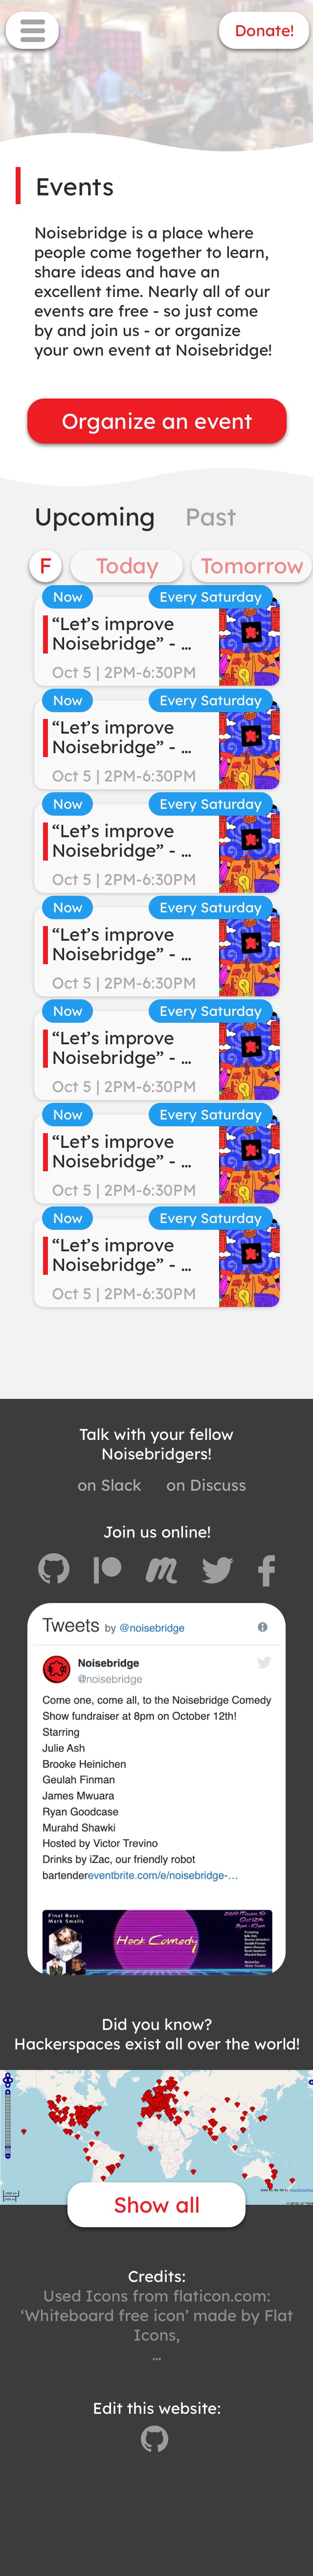 Donate!
Events
Noisebridge is a place where
people come together to learn,
share ideas and have an
excellent time. Nearly all of our
events are free - so just come
by and join us - or organize
your own event at Noisebridge!
Organize an event
Upcoming Past
F Today Tomorrow
Now Every Saturday
“Let’s improve
Noisebridge” - ...
Oct 5 | 2PM-6:30PM
Now Every Saturday
“Let’s improve
Noisebridge” - ...
Oct 5 | 2PM-6:30PM
Now Every Saturday
“Let’s improve
Noisebridge” - ...
Oct 5 | 2PM-6:30PM
Now Every Saturday
“Let’s improve
Noisebridge” - ...
Oct 5 | 2PM-6:30PM
Now Every Saturday
“Let’s improve
Noisebridge” - ...
Oct 5 | 2PM-6:30PM
Now Every Saturday
“Let’s improve
Noisebridge” - ...
Oct 5 | 2PM-6:30PM
Now Every Saturday
“Let’s improve
Noisebridge” - ...
Oct 5 | 2PM-6:30PM
Talk with your fellow
Noisebridgers!
on Slack on Discuss
Join us online!
Tweets by @noisebridge
Noisebridge
@noisebridge
Come one, come all, to the Noisebridge Comedy
Show fundraiser at 8pm on October 12th!
Starring
Julie Ash
Brooke Heinichen
Geulah Finman
James Mwuara
Ryan Goodcase
Murahd Shawki
Hosted by Victor Trevino
Drinks by iZac, our friendly robot
bartendereventbrite.com/e/noisebridge-…
Final Boss:
Mark Smalls
Hack Comedy
8pm-10pm
Did you know?
Hackerspaces exist all over the world!
Show all
Credits:
Used Icons from flaticon.com:
‘Whiteboard free icon’ made by Flat
Icons,
...
Edit this website: